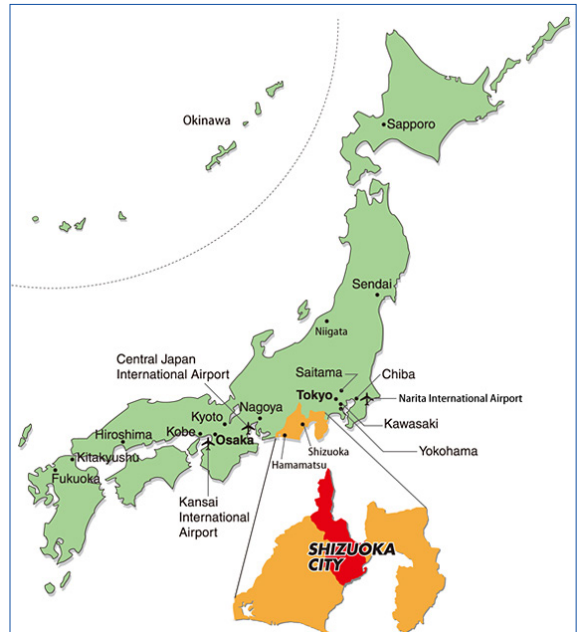 Okinawa
Sapporo
Sendai
Niigata
Central Japan
International Airport
Saitama
Chiba
Tokyo
Narita International Airport
Kyoto
Nagoya
Kawasaki
Hiroshima
Kobe
Osaka
Shizuoka
Yokohama
Kitakyushu
Hamamatsu
Fukuoka
Kansai
International
Airport
SHIZUOKA
CITY